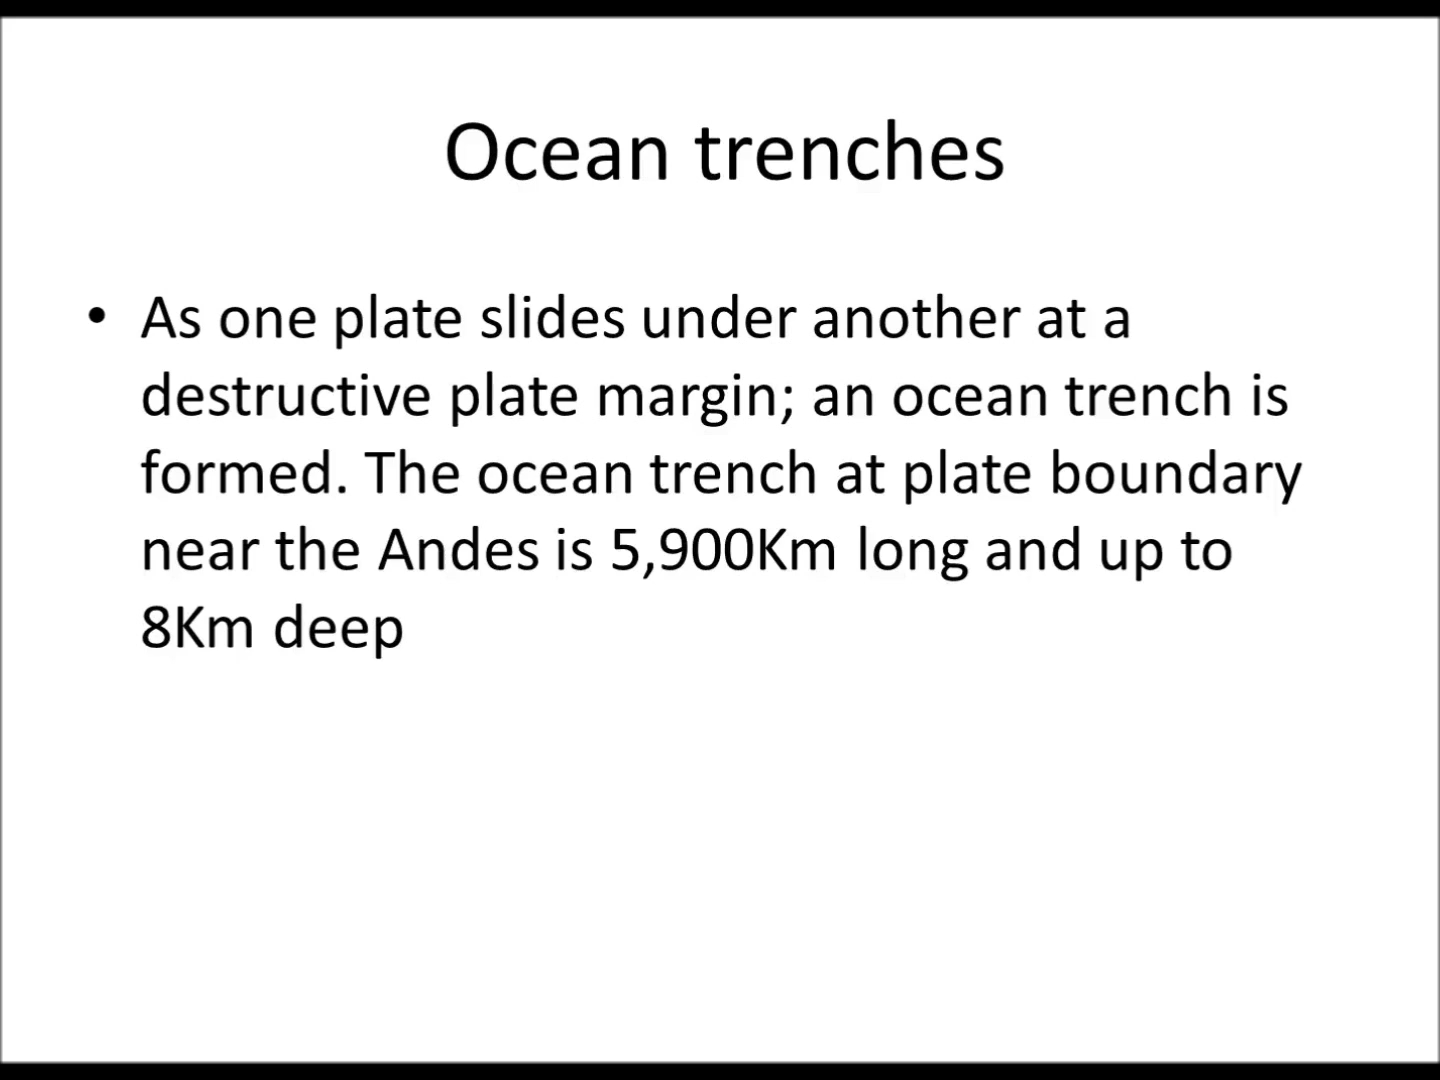 Ocean trenches
• As one plate slides under another at a
destructive plate margin; an ocean trench is
formed. The ocean trench at plate boundary
near the Andes is 5,900Km long and up to
8Km deep